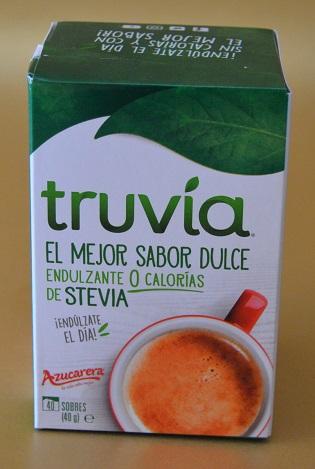 ¡ENDÚLZATE EL DÍA
SIN CALORÍAS Y CON
EL MEJOR SABOR!
truvía®
EL MEJOR SABOR DULCE
ENDULZANTE 0 CALORÍAS
DE STEVIA
¡ENDÚLZATE
EL DÍA!
Azucarera
40 SOBRES
(40 g) ℮